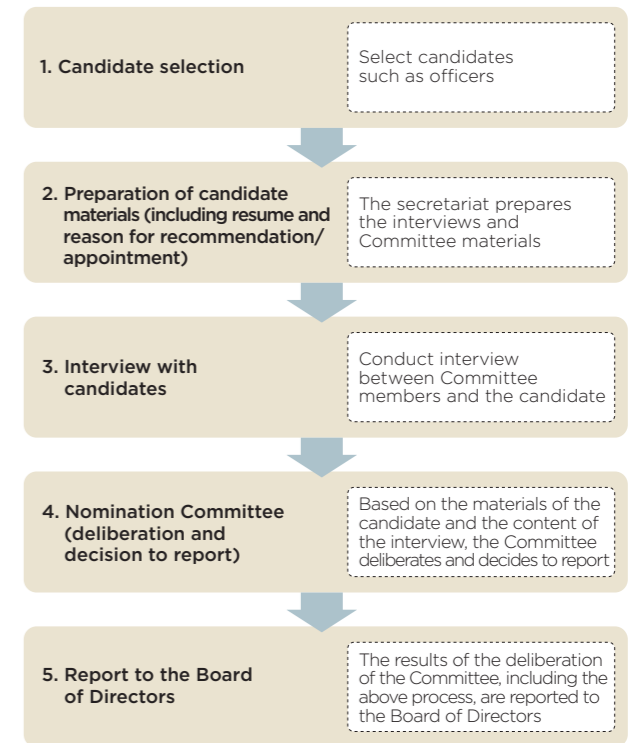 1. Candidate selection
Select candidates
such as officers
2. Preparation of candidate
materials (including resume and
reason for recommendation/
appointment)
The secretariat prepares
the interviews and
Committee materials
3. Interview with
candidates
Conduct interview
between Committee
members and the candidate
4. Nomination Committee
(deliberation and
decision to report)
Based on the materials of the
candidate and the content of
the interview, the Committee
deliberates and decides to report
5. Report to the Board
of Directors
The results of the deliberation
of the Committee, including the
above process, are reported to
the Board of Directors